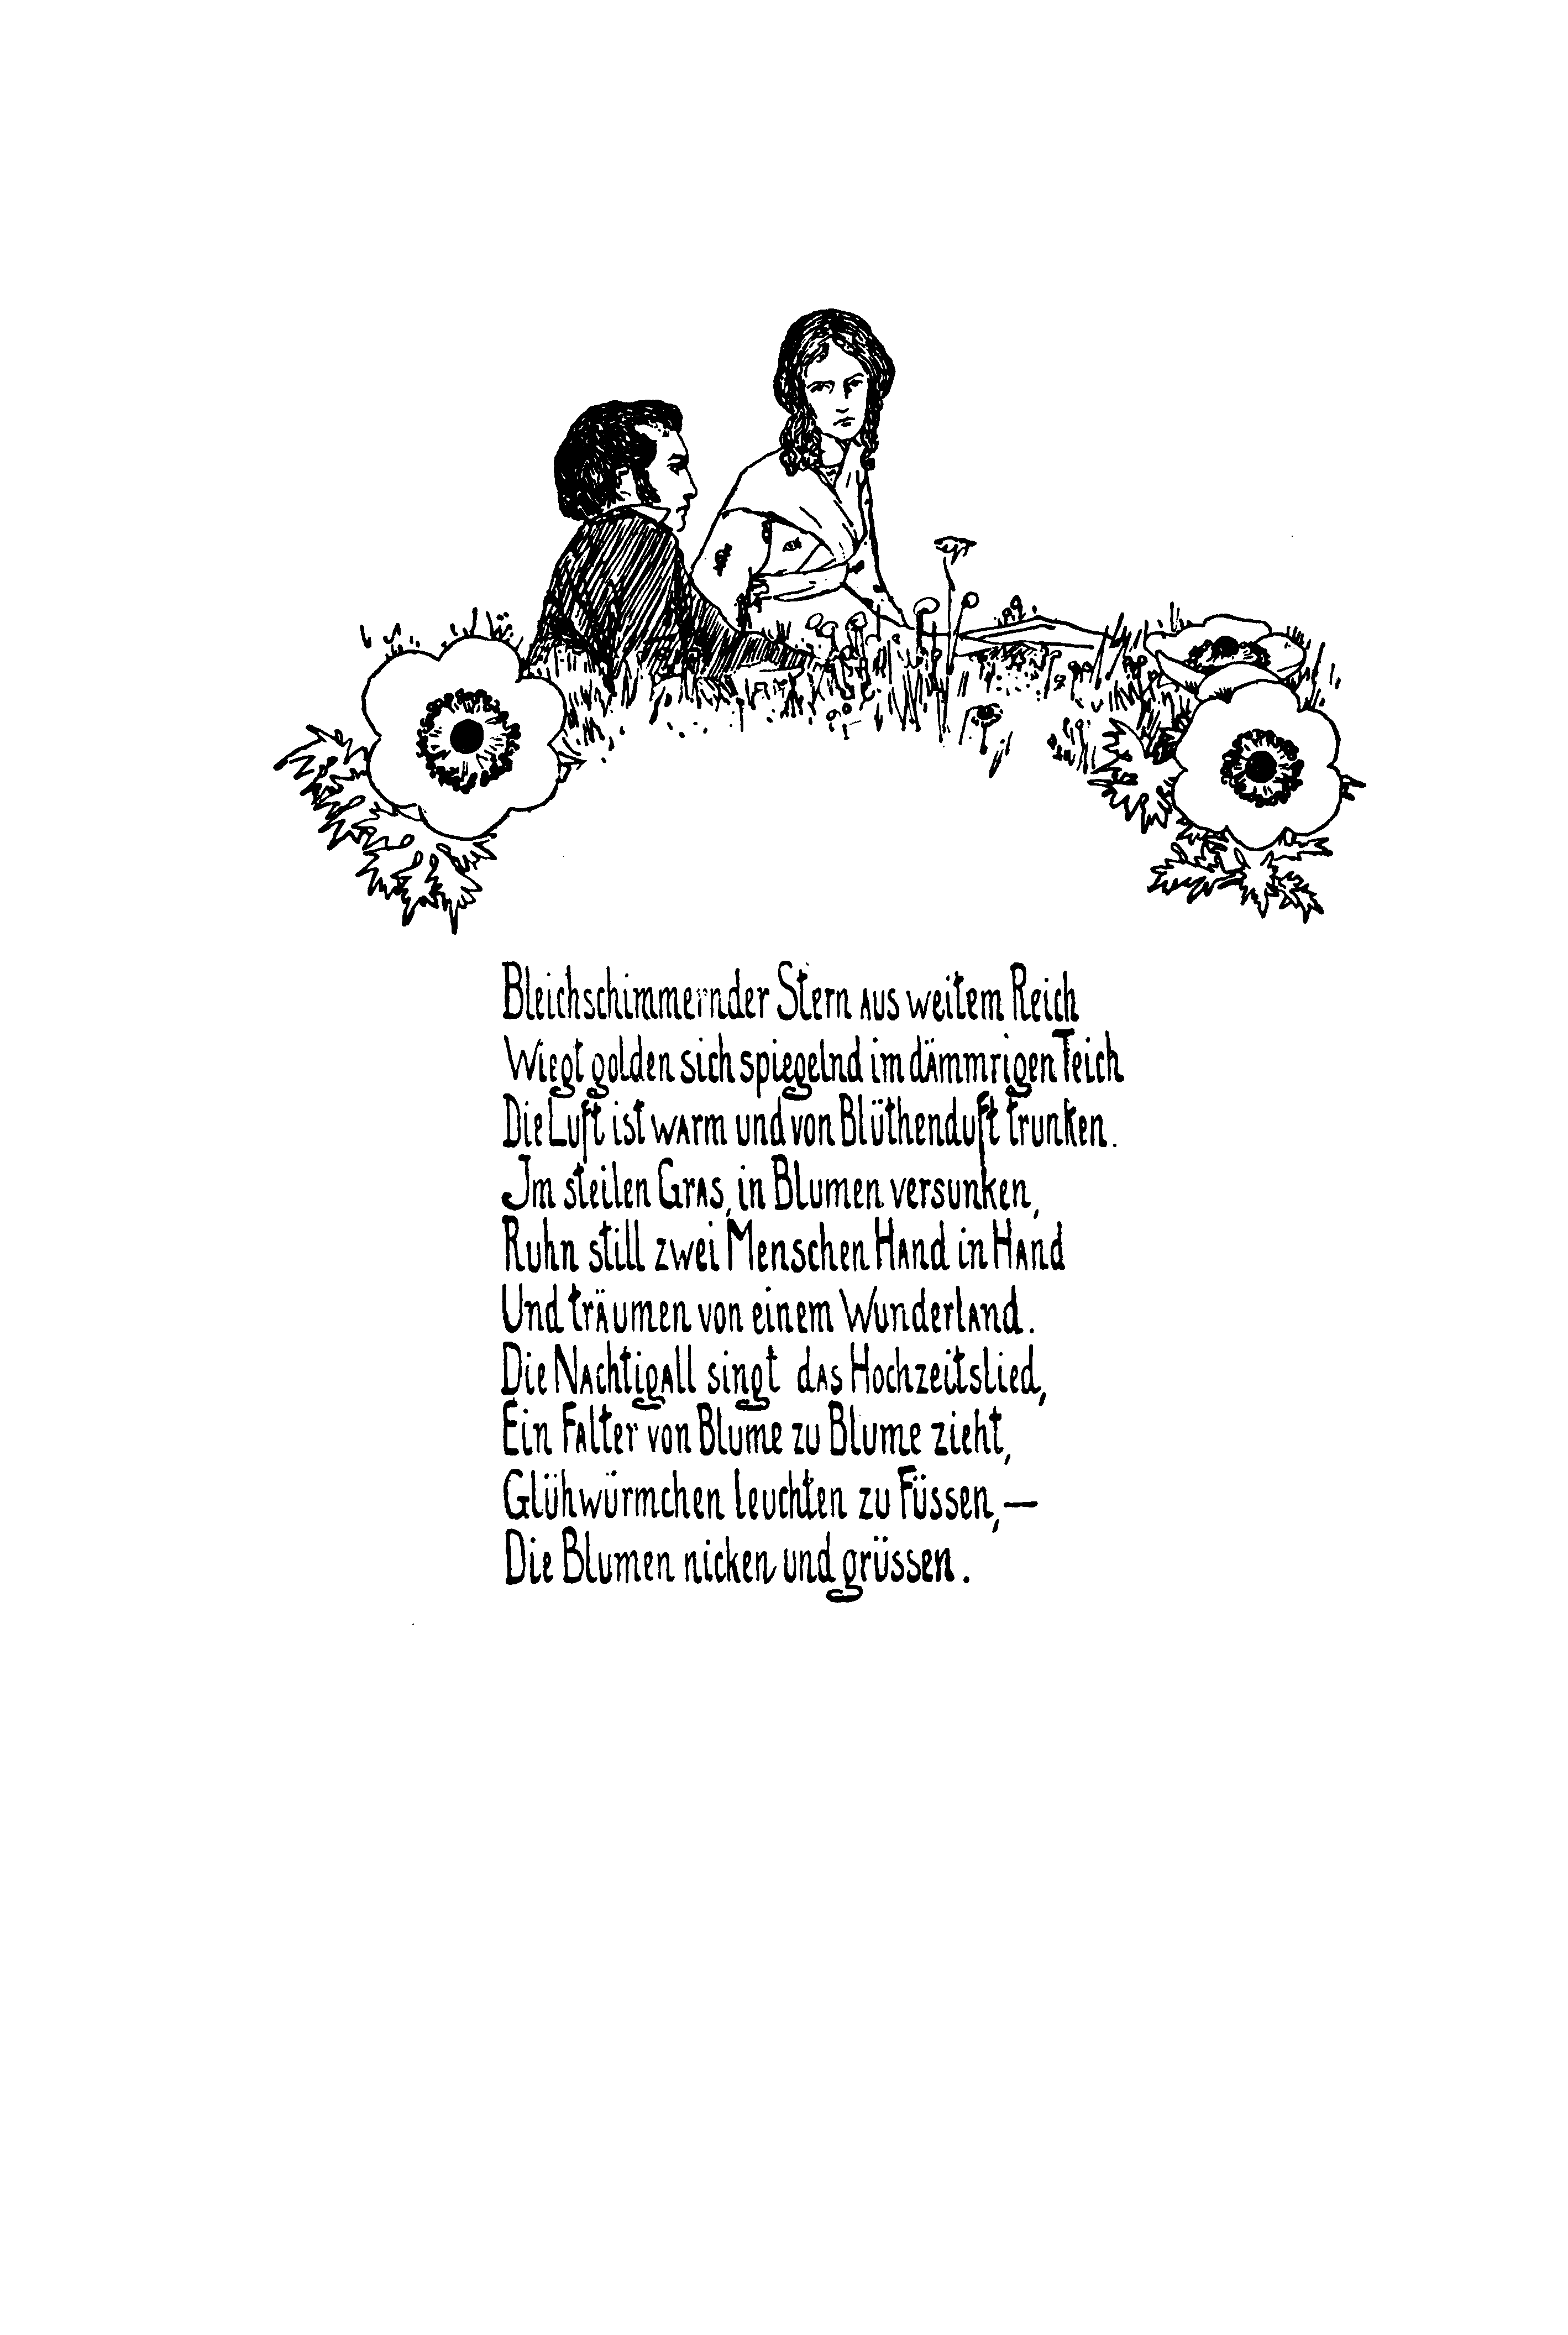 Bleichschimmernder Stern aus weitem Reich
Wiegt golden sich spiegelnd im dämmrigen Teich
Die Luft ist warm und von Blüthenduft trunken.
Im steilen Gras, in Blumen versunken,
Ruhn still zwei Menschen Hand in Hand
Und träumen von einem Wunderland.
Die Nachtigall singt das Hochzeitslied,
Ein Falter von Blume zu Blume zieht,
Glühwürmchen leuchten zu Füssen,—
Die Blumen nicken und grüssen.